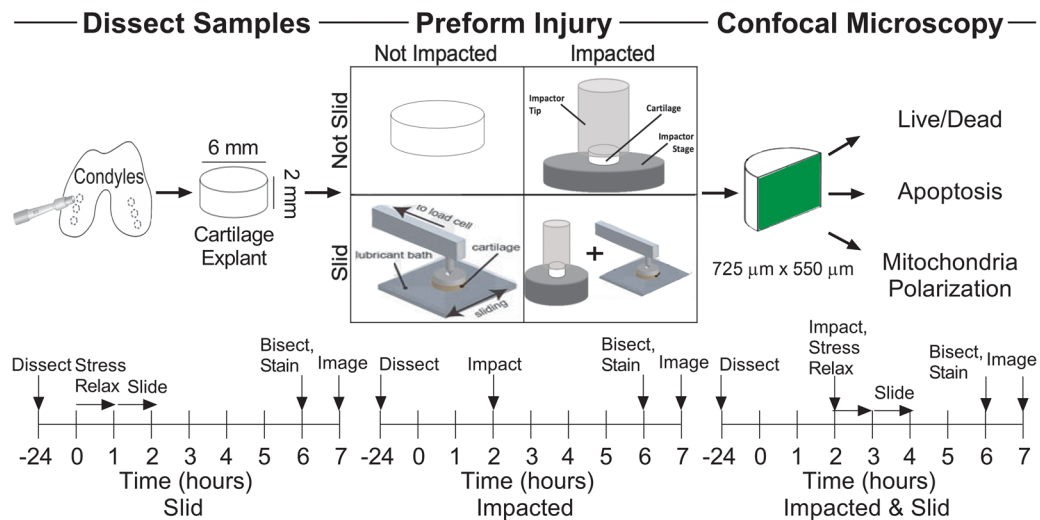 Dissect Samples
Preform Injury
Confocal Microscopy
Not Impacted
Impacted
Not Slid
Slid
Condyles
6 mm
2 mm
Cartilage
Explant
Impactor
Tip
Cartilage
Impactor
Stage
to load cell
lubricant bath
cartilage
sliding
+
725 μm x 550 μm
Live/Dead
Apoptosis
Mitochondria
Polarization
Dissect
Stress
Relax
Slide
Bisect,
Stain
Image
-24 0 1 2 3 4 5 6 7
Time (hours)
Slid
Dissect
Impact
Bisect,
Stain
Image
-24 0 1 2 3 4 5 6 7
Time (hours)
Impacted
Dissect
Impact,
Stress
Relax
Slide
Bisect,
Stain
Image
-24 0 1 2 3 4 5 6 7
Time (hours)
Impacted & Slid